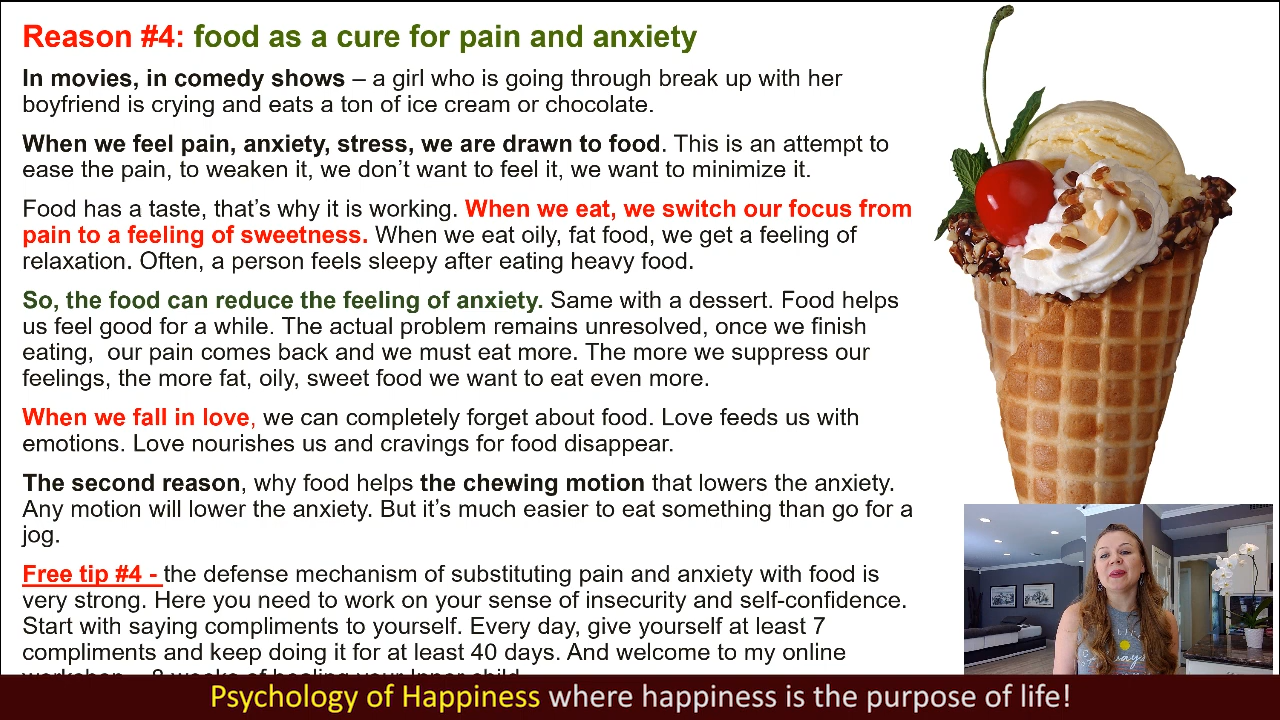 Reason #4: food as a cure for pain and anxiety
In movies, in comedy shows – a girl who is going through break up with her
boyfriend is crying and eats a ton of ice cream or chocolate.
When we feel pain, anxiety, stress, we are drawn to food. This is an attempt to
ease the pain, to weaken it, we don’t want to feel it, we want to minimize it.
Food has a taste, that’s why it is working. When we eat, we switch our focus from
pain to a feeling of sweetness. When we eat oily, fat food, we get a feeling of
relaxation. Often, a person feels sleepy after eating heavy food.
So, the food can reduce the feeling of anxiety. Same with a dessert. Food helps
us feel good for a while. The actual problem remains unresolved, once we finish
eating,  our pain comes back and we must eat more. The more we suppress our
feelings, the more fat, oily, sweet food we want to eat even more.
When we fall in love, we can completely forget about food. Love feeds us with
emotions. Love nourishes us and cravings for food disappear.
The second reason, why food helps the chewing motion that lowers the anxiety.
Any motion will lower the anxiety. But it’s much easier to eat something than go for a
jog.
Free tip #4 - the defense mechanism of substituting pain and anxiety with food is
very strong. Here you need to work on your sense of insecurity and self-confidence.
Start with saying compliments to yourself. Every day, give yourself at least 7
compliments and keep doing it for at least 40 days. And welcome to my online
workshop – 8 weeks of healing your Inner child
Psychology of Happiness where happiness is the purpose of life!